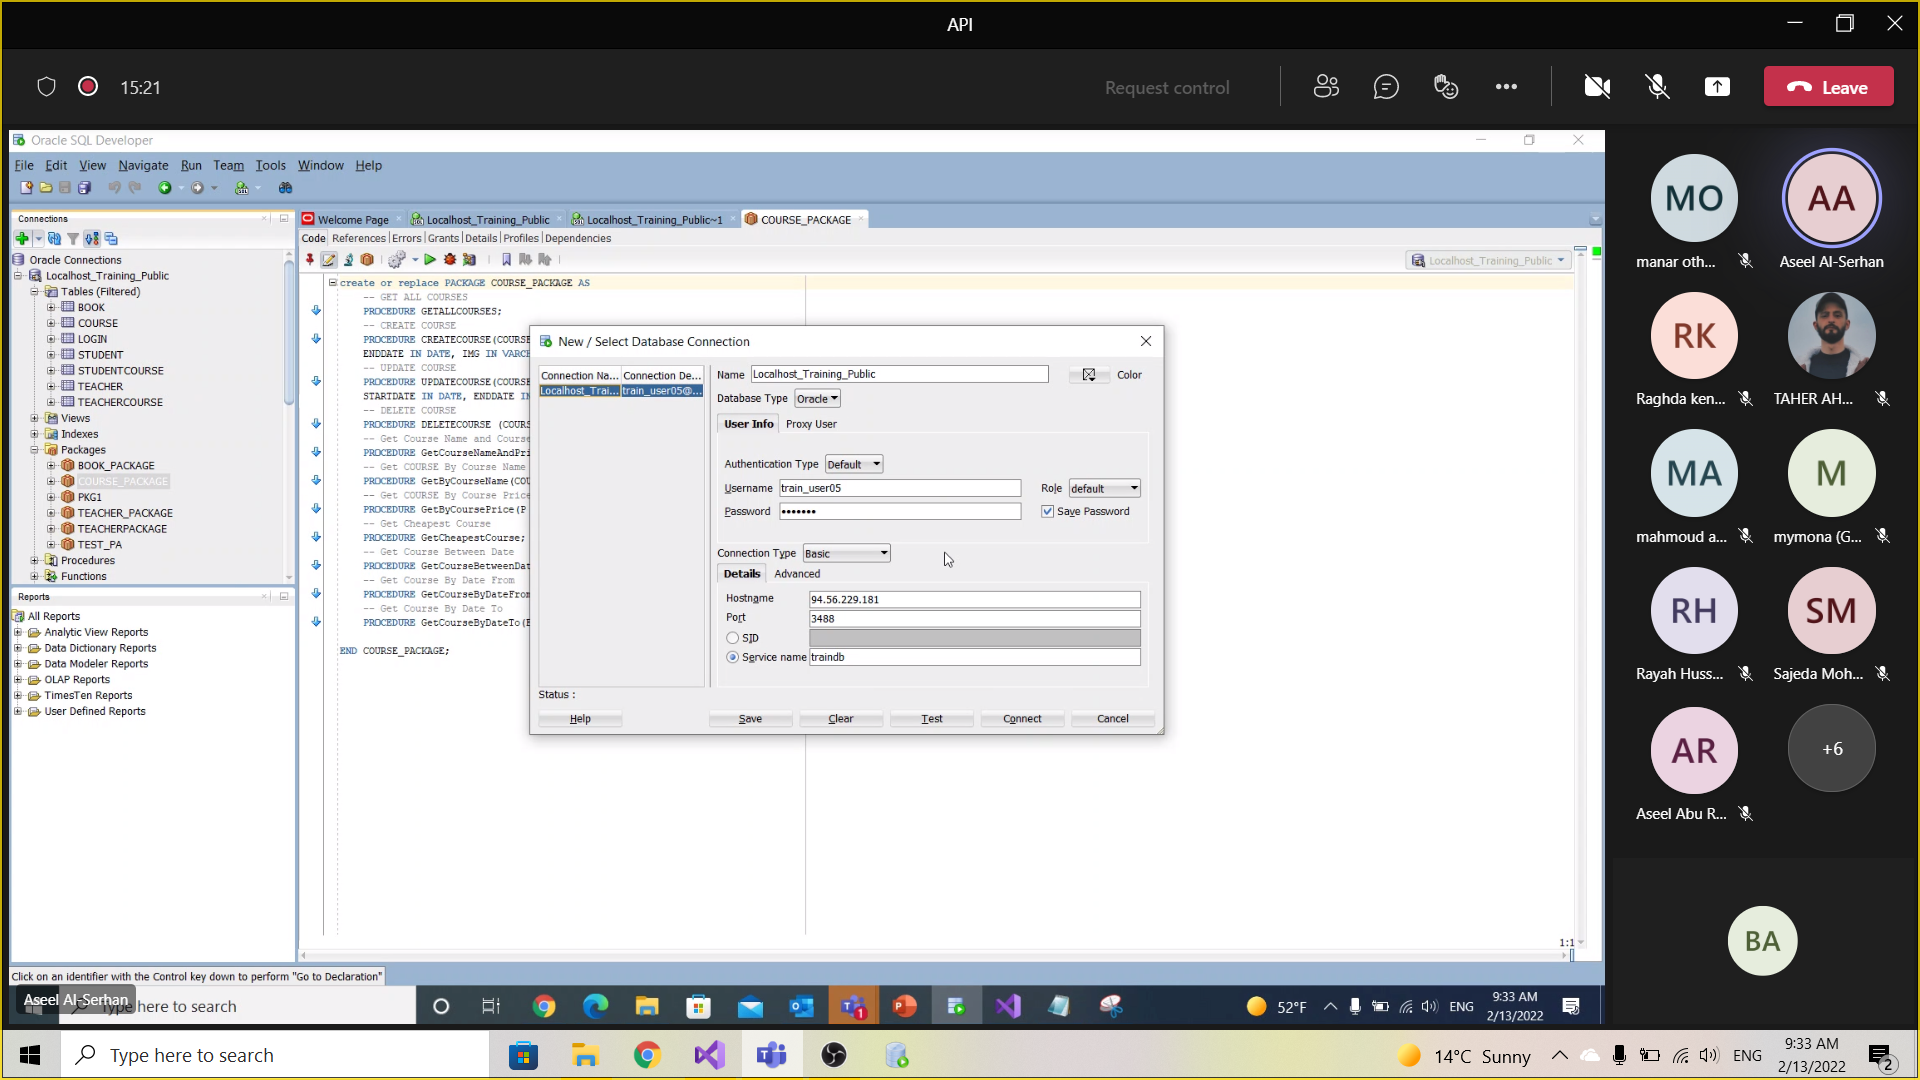 API
15:21
Request control
Leave
Oracle SQL Developer
File Edit View Navigate Run Team Tools Window Help
Connections
Welcome Page
Localhost_Training_Public
Localhost_Training_Public~1
COURSE_PACKAGE
Code References Errors Grants Details Profiles Dependencies
Localhost_Training_Public
Oracle Connections
Localhost_Training_Public
Tables (Filtered)
BOOK
COURSE
LOGIN
STUDENT
STUDENTCOURSE
TEACHER
TEACHERCOURSE
Views
Indexes
Packages
BOOK_PACKAGE
COURSE_PACKAGE
PKG1
TEACHER_PACKAGE
TEACHERPACKAGE
TEST_PA
Procedures
Functions
Reports
All Reports
Analytic View Reports
Data Dictionary Reports
Data Modeler Reports
OLAP Reports
TimesTen Reports
User Defined Reports
create or replace PACKAGE COURSE_PACKAGE AS
-- GET ALL COURSES
PROCEDURE GETALLCOURSES;
-- CREATE COURSE
PROCEDURE CREATECOURSE(COURS
ENDDATE IN DATE, IMG IN VARCH
-- UPDATE COURSE
PROCEDURE UPDATECOURSE(COURSE
STARTDATE IN DATE, ENDDATE IN
-- DELETE COURSE
PROCEDURE DELETECOURSE (COURS
-- Get Course Name and Course
PROCEDURE GetCourseNameAndPri
-- Get COURSE By Course Name
PROCEDURE GetByCourseName(COU
-- Get COURSE By Course Price
PROCEDURE GetByCoursePrice(P
-- Get Cheapest Course
PROCEDURE GetCheapestCourse;
-- Get Course Between Date
PROCEDURE GetCourseBetweenDat
-- Get Course By Date From
PROCEDURE GetCourseByDateFrom
-- Get Course By Date To
PROCEDURE GetCourseByDateTo(E
END COURSE_PACKAGE;
New / Select Database Connection
Connection Na... Connection De...
Localhost_Trai... train_user05@...
Name Localhost_Training_Public Color
Database Type Oracle
User Info Proxy User
Authentication Type Default
Username train_user05 Role default
Password ••••••• Save Password
Connection Type Basic
Details Advanced
Hostname 94.56.229.181
Port 3488
SID
Service name traindb
Status :
Help Save Clear Test Connect Cancel
1:1
Click on an identifier with the Control key down to perform "Go to Declaration"
Aseel Al-Serhan
Type here to search
1
52°F
ENG
9:33 AM
2/13/2022
MO
manar oth...
AA
Aseel Al-Serhan
RK
Raghda ken...
TAHER AH...
MA
mahmoud a...
M
mymona (G...
RH
Rayah Huss...
SM
Sajeda Moh...
AR
Aseel Abu R...
+6
BA
Type here to search
14°C Sunny
ENG
9:33 AM
2/13/2022
2